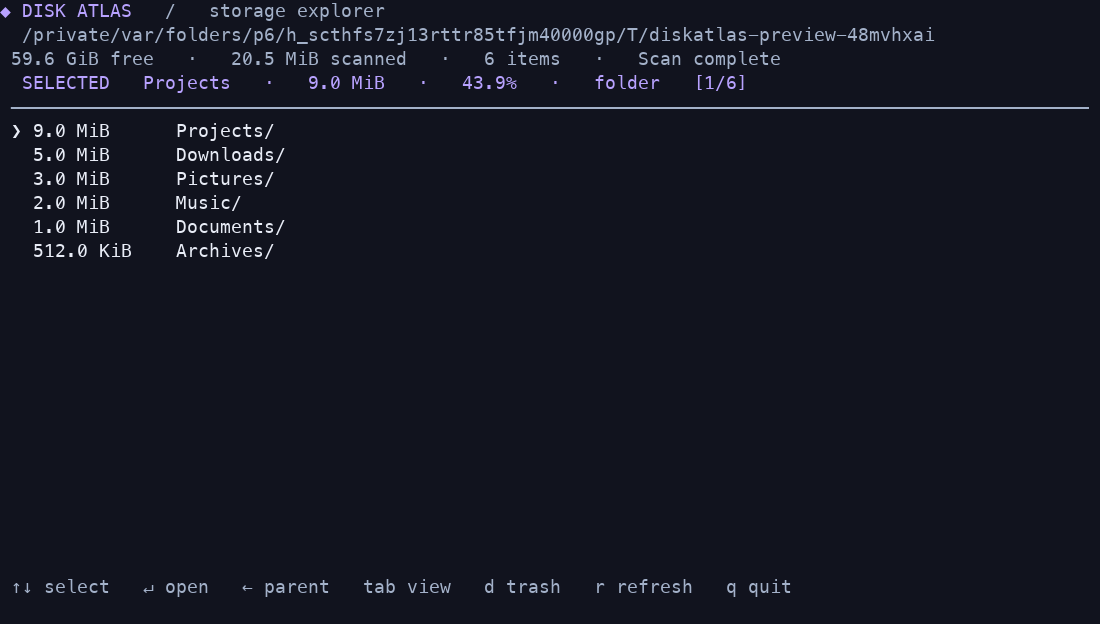 ◆ DISK ATLAS / storage explorer
/private/var/folders/p6/h_scthfs7zj13rttr85tfjm40000gp/T/diskatlas-preview-48mvhxai
59.6 GiB free · 20.5 MiB scanned · 6 items · Scan complete
SELECTED Projects · 9.0 MiB · 43.9% · folder [1/6]
❯ 9.0 MiB Projects/
5.0 MiB Downloads/
3.0 MiB Pictures/
2.0 MiB Music/
1.0 MiB Documents/
512.0 KiB Archives/
↑↓ select ↵ open ← parent tab view d trash r refresh q quit